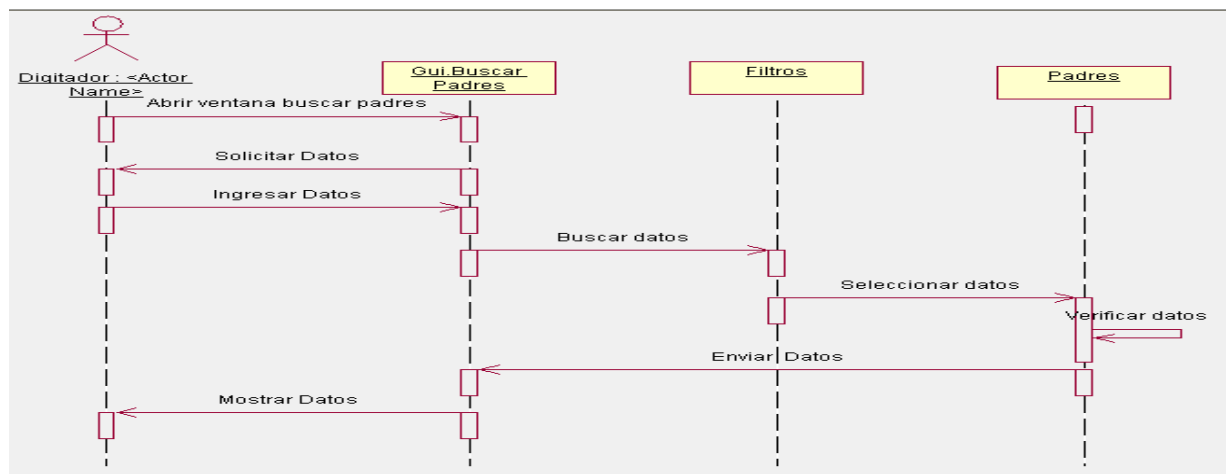 Digitador : <Actor
Name>
Gui.Buscar
Padres
Filtros
Padres
Abrir ventana buscar padres
Solicitar Datos
Ingresar Datos
Buscar datos
Seleccionar datos
Verificar datos
Enviar Datos
Mostrar Datos